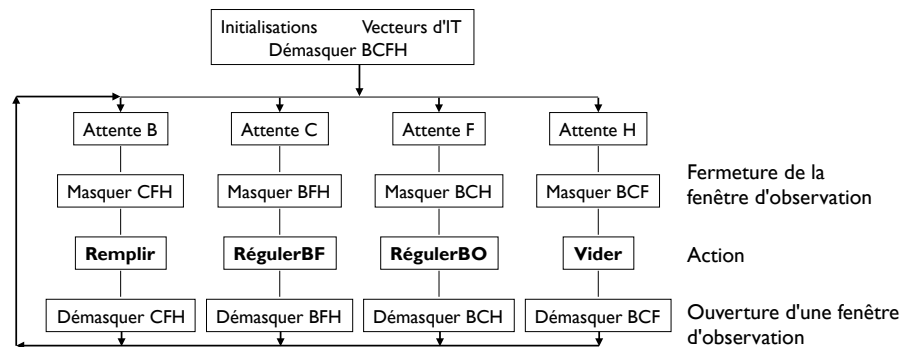 Initialisations Vecteurs d'IT
Démasquer BCFH
Attente B Attente C Attente F Attente H
Masquer CFH Masquer BFH Masquer BCH Masquer BCF
Fermeture de la
fenêtre d'observation
Remplir RégulerBF RégulerBO Vider Action
Démasquer CFH Démasquer BFH Démasquer BCH Démasquer BCF
Ouverture d'une fenêtre
d'observation